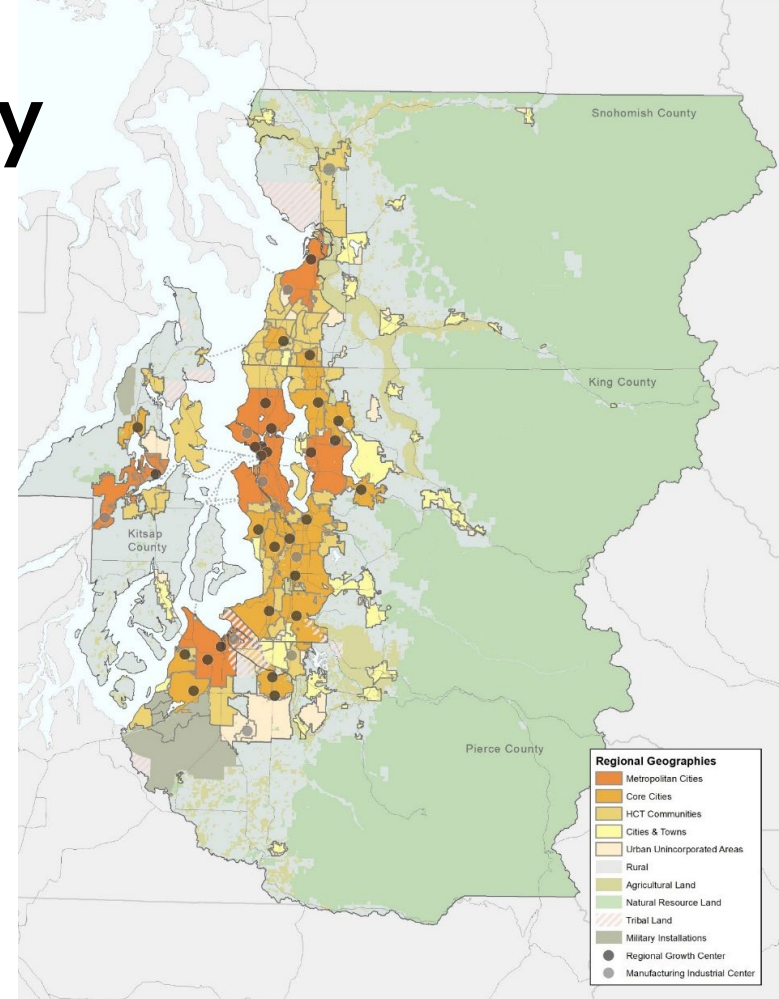 y
Snohomish County
King County
Kitsap
County
Pierce County
Regional Geographies
Metropolitan Cities
Core Cities
HCT Communities
Cities & Towns
Urban Unincorporated Areas
Rural
Agricultural Land
Natural Resource Land
Tribal Land
Military Installations
Regional Growth Center
Manufacturing Industrial Center